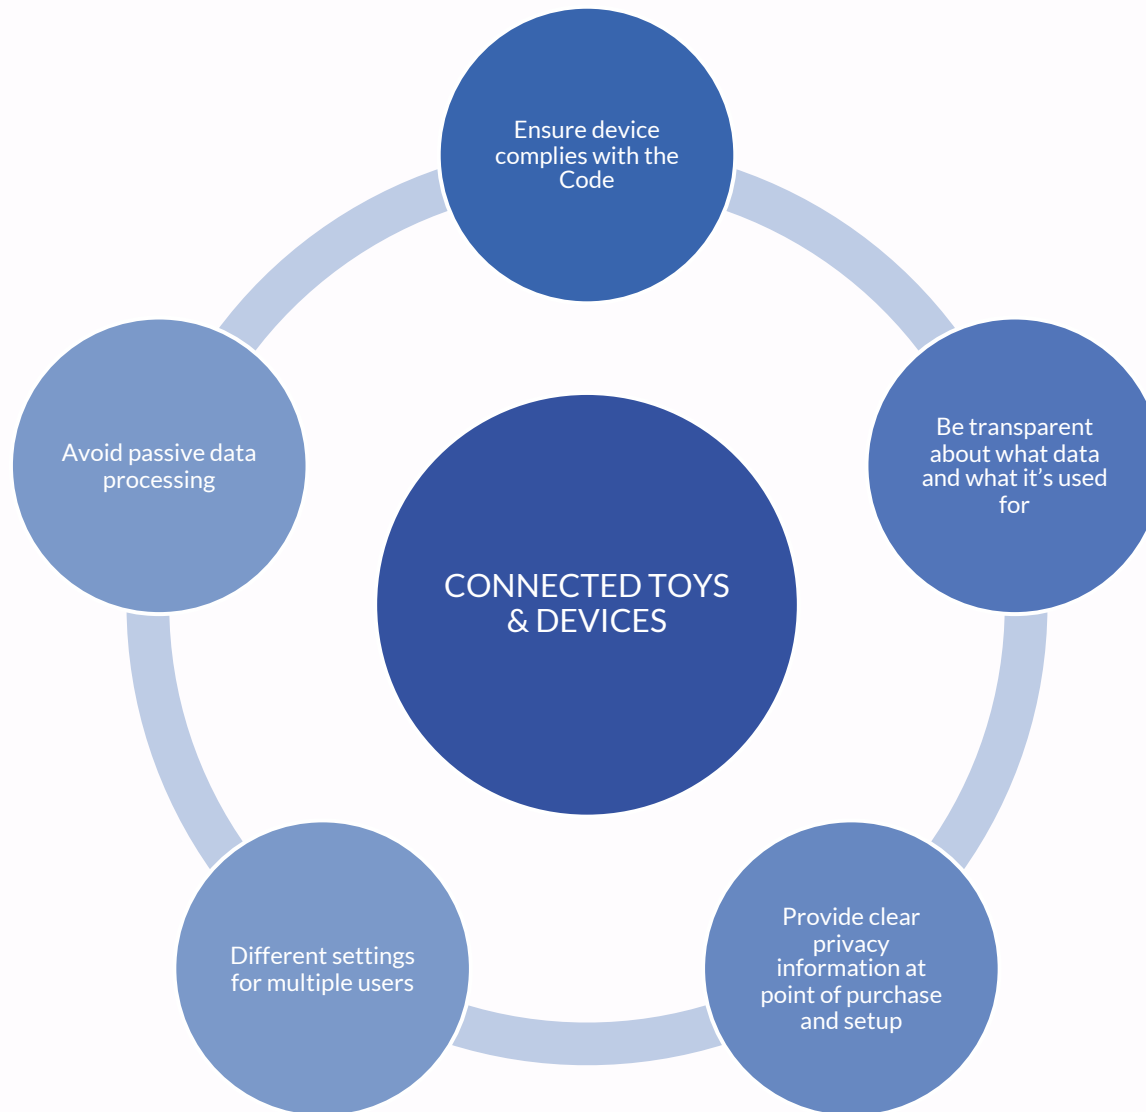 Ensure device
complies with the
Code
Be transparent
about what data
and what it’s used
for
Provide clear
privacy
information at
point of purchase
and setup
Different settings
for multiple users
Avoid passive data
processing
CONNECTED TOYS
& DEVICES